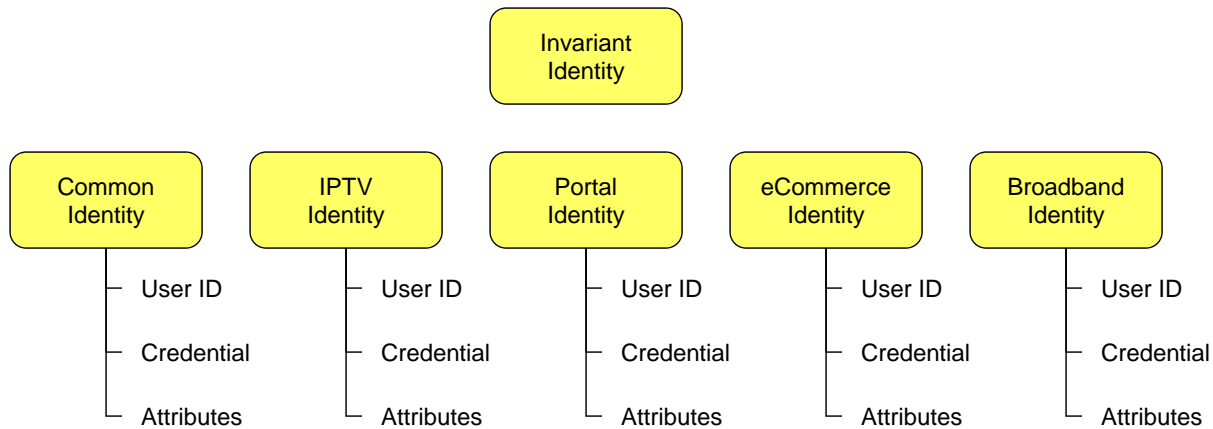 Invariant
Identity
Common
Identity
IPTV
Identity
Portal
Identity
eCommerce
Identity
Broadband
Identity
User ID
Credential
Attributes
User ID
Credential
Attributes
User ID
Credential
Attributes
User ID
Credential
Attributes
User ID
Credential
Attributes